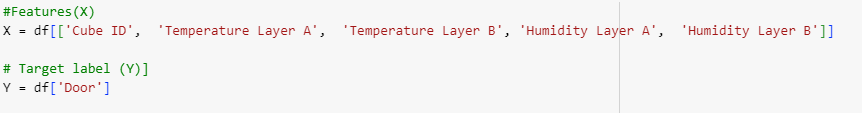 #Features(X)
X = df[['Cube ID',  'Temperature Layer A',  'Temperature Layer B', 'Humidity Layer A',  'Humidity Layer B']]
# Target label (Y)]
Y = df['Door']